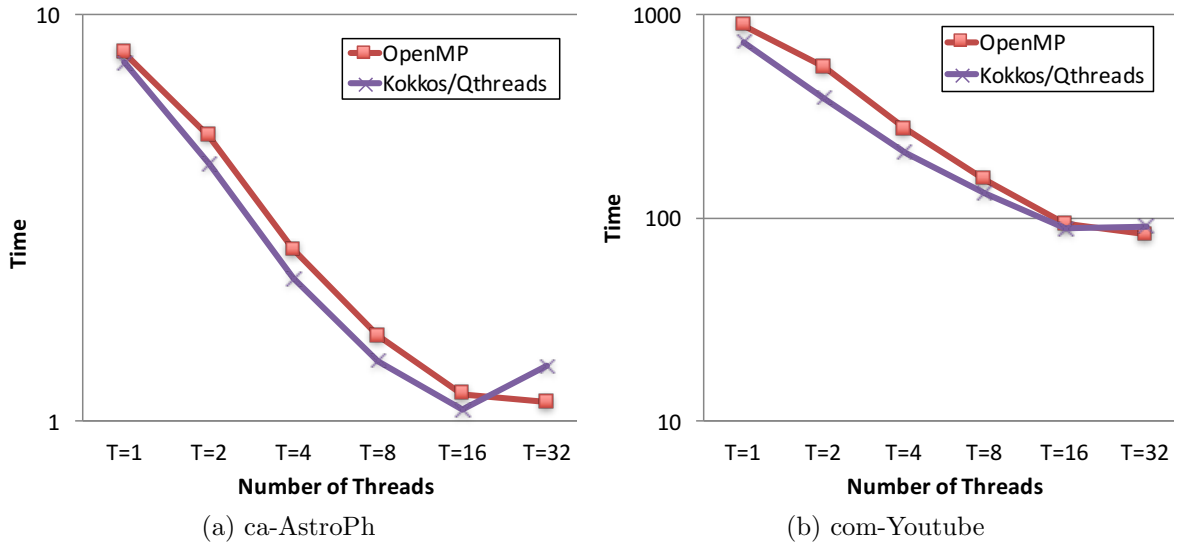 10
OpenMP
Kokkos/Qthreads
Time
1
T=1 T=2 T=4 T=8 T=16 T=32
Number of Threads
(a) ca-AstroPh
1000
OpenMP
Kokkos/Qthreads
100
Time
10
T=1 T=2 T=4 T=8 T=16 T=32
Number of Threads
(b) com-Youtube